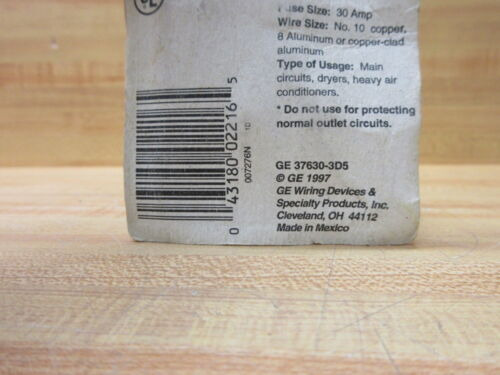 UL
Fuse Size: 30 Amp
Wire Size: No. 10 copper,
8 Aluminum or copper-clad
aluminum
Type of Usage: Main
circuits, dryers, heavy air
conditioners.
* Do not use for protecting
normal outlet circuits.
GE 37630-3D5
© GE 1997
GE Wiring Devices &
Specialty Products, Inc.
Cleveland, OH 44112
Made in Mexico
0 43180 02216 5
007276N